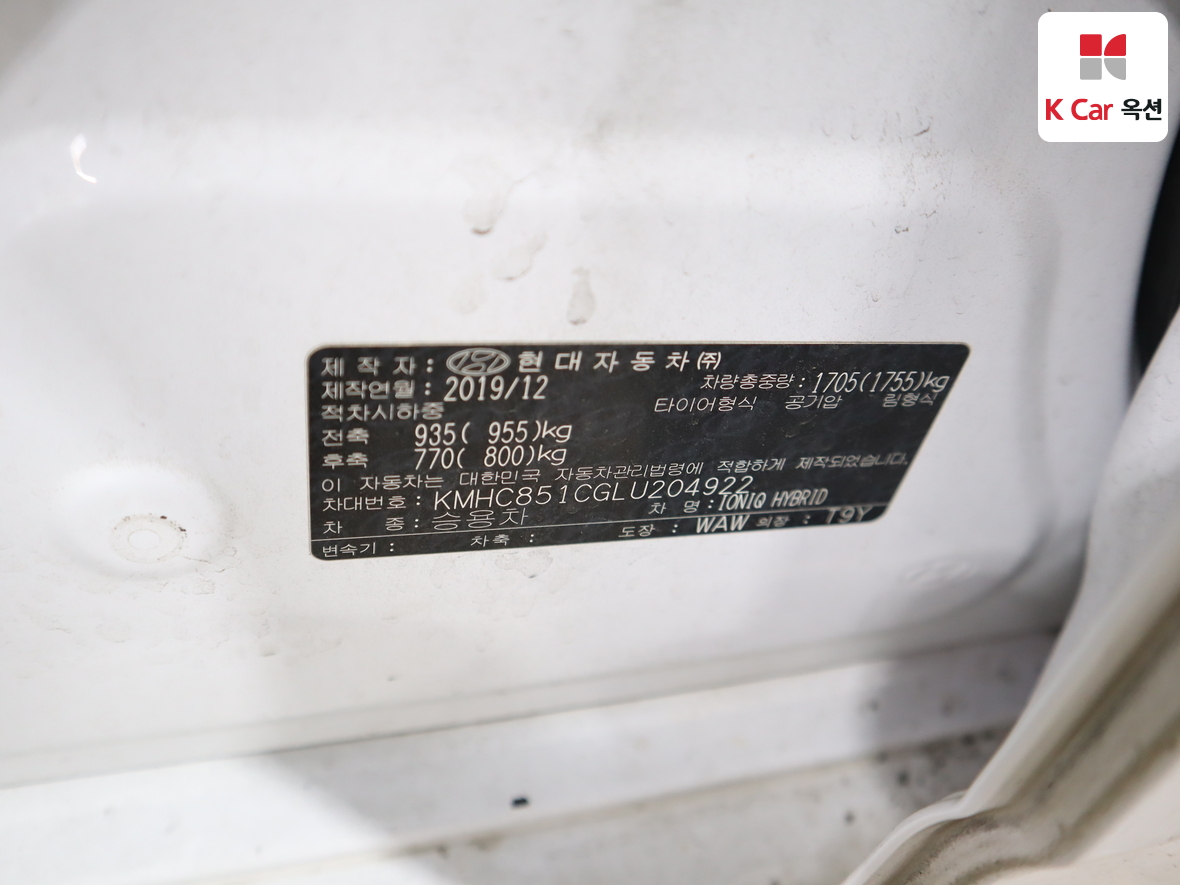 K Car 옥션
제 작 자 : 현 대 자 동 차 ㈜
제작연월 : 2019/12 차량총중량 : 1705(1755)kg
적차시하중 타이어형식 공기압 림형식
전축 935( 955)kg
후축 770( 800)kg
이 자동차는 대한민국 자동차관리법령에 적합하게 제작되었습니다.
차대번호 : KMHC851CGLU204922
차 종 : 승용차 차 명 : IONIQ HYBRID
변속기 : 차축 : 도장 : WAW 의장 : T9Y